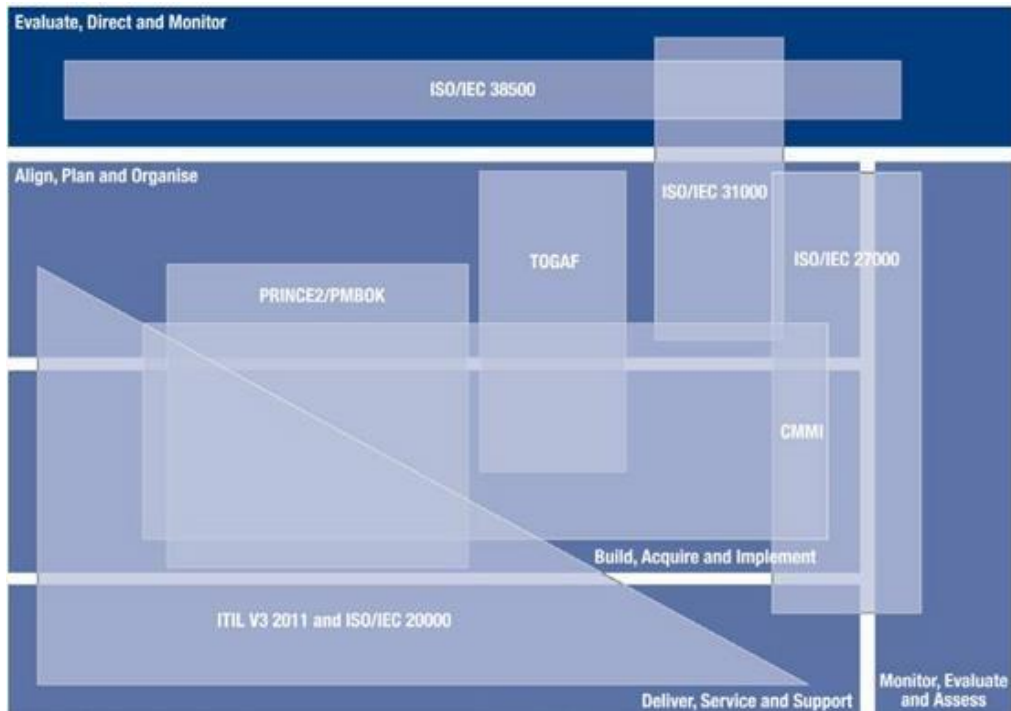 Evaluate, Direct and Monitor
ISO/IEC 38500
Align, Plan and Organise
ISO/IEC 31000
TOGAF
ISO/IEC 27000
PRINCE2/PMBOK
CMMI
Build, Acquire and Implement
ITIL V3 2011 and ISO/IEC 20000
Deliver, Service and Support
Monitor, Evaluate
and Assess